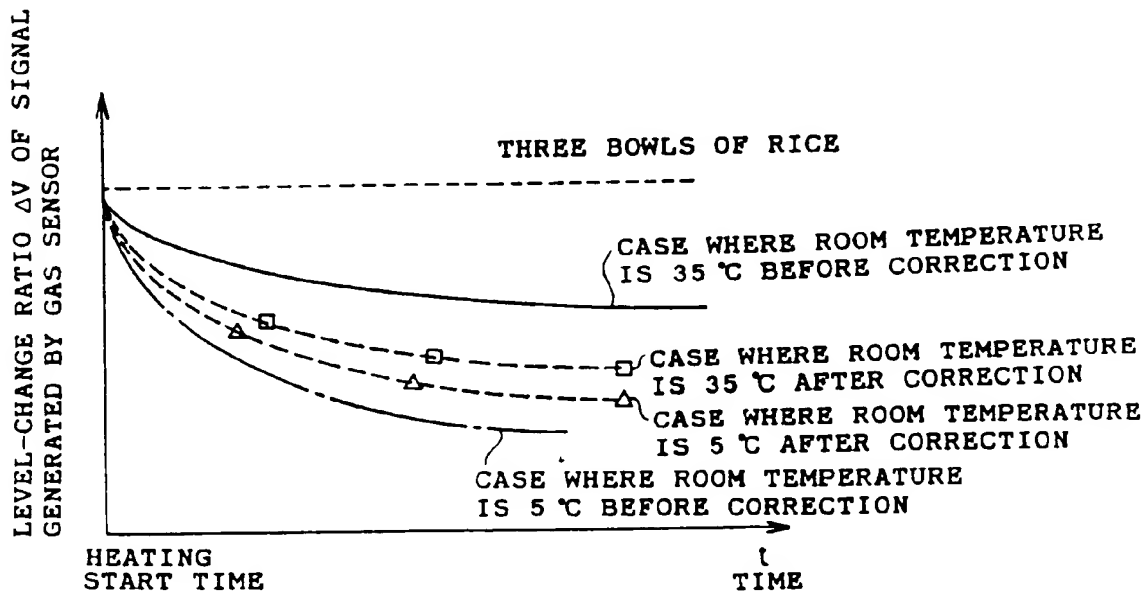 LEVEL-CHANGE RATIO ΔV OF SIGNAL
GENERATED BY GAS SENSOR
THREE BOWLS OF RICE
CASE WHERE ROOM TEMPERATURE
IS 35 ℃ BEFORE CORRECTION
CASE WHERE ROOM TEMPERATURE
IS 35 ℃ AFTER CORRECTION
CASE WHERE ROOM TEMPERATURE
IS 5 ℃ AFTER CORRECTION
CASE WHERE ROOM TEMPERATURE
IS 5 ℃ BEFORE CORRECTION
HEATING
START TIME
t
TIME